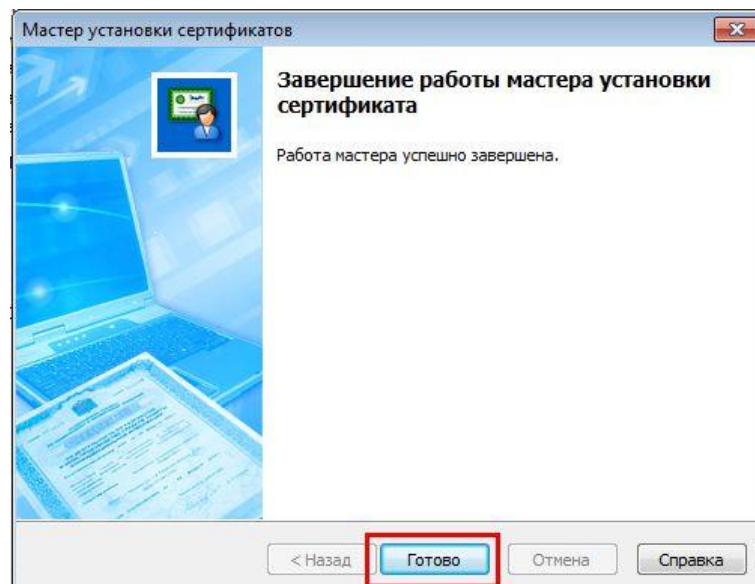 Мастер установки сертификатов
Завершение работы мастера установки
сертификата
Работа мастера успешно завершена.
< Назад
Готово
Отмена
Справка